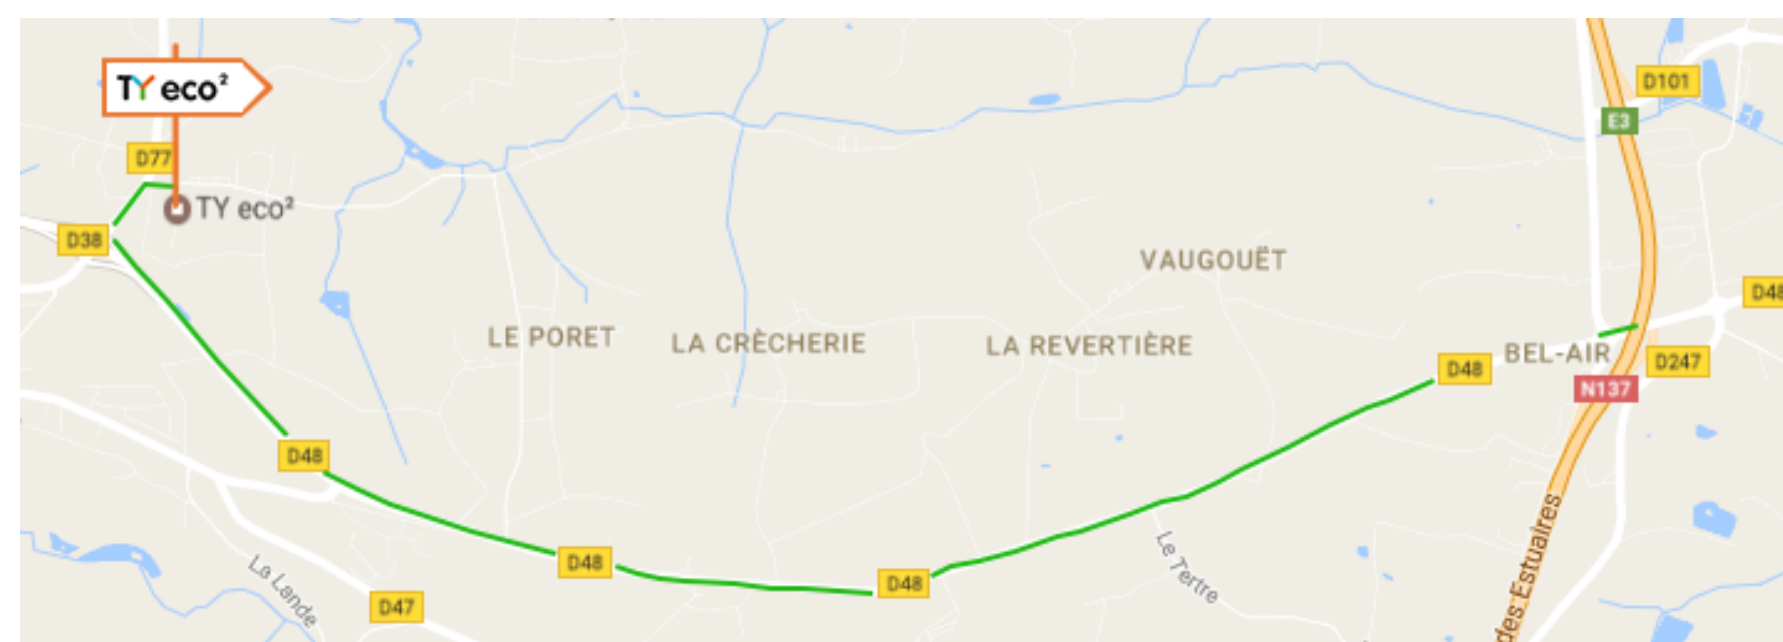 TY eco²
D101
E3
D77
TY eco²
D38
VAUGOUËT
D48
LE PORET
LA CRÈCHERIE
LA REVERTIÈRE
BEL-AIR
D48
D247
N137
D48
D48
D48
La Lande
D47
Le Tertre
des Estuaires